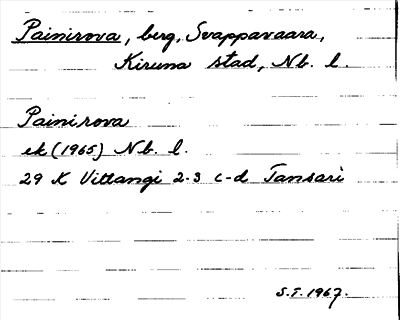 Painirova, berg, Svappavaara,
Kiruna stad, Nb. l.
Painirova
ek (1965) Nb. l.
29 K Vittangi 2-3 c-d Tansari
S.T. 1967.